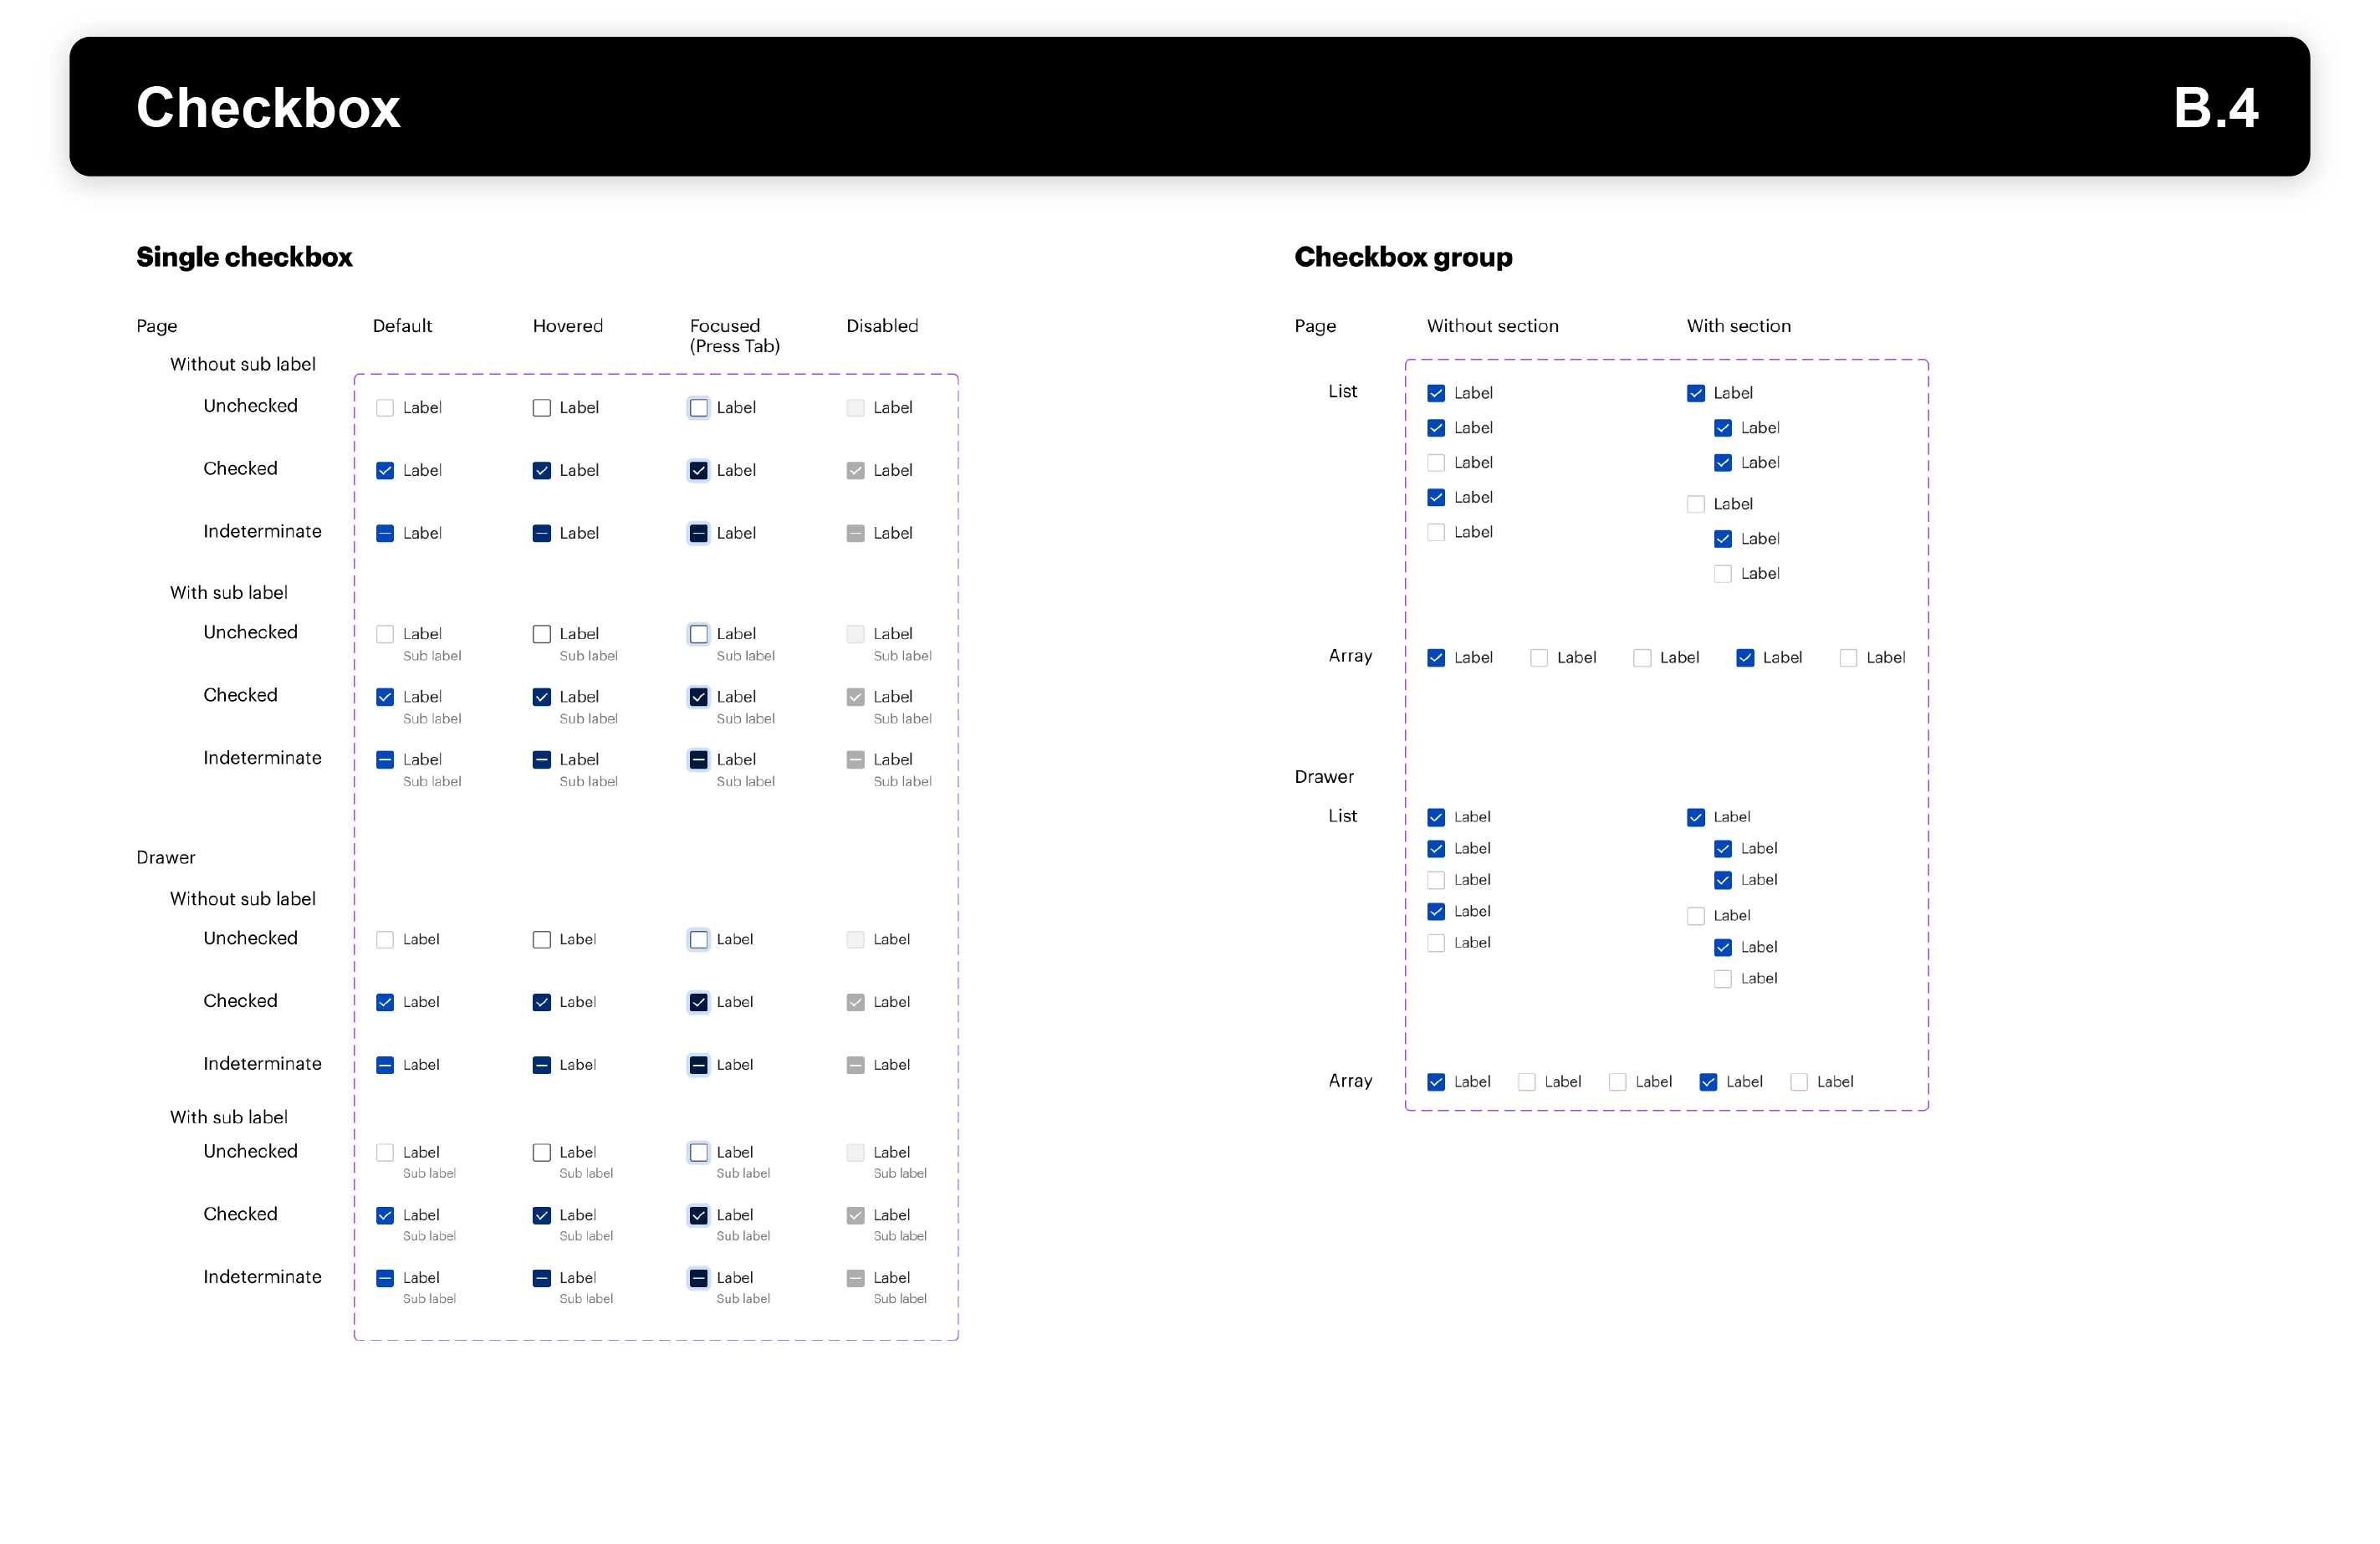 Checkbox
B.4
Single checkbox
Page Default Hovered Focused Disabled
(Press Tab)
Without sub label
Unchecked Label Label Label Label
Checked Label Label Label Label
Indeterminate Label Label Label Label
With sub label
Unchecked Label Label Label Label
Sub label Sub label Sub label Sub label
Checked Label Label Label Label
Sub label Sub label Sub label Sub label
Indeterminate Label Label Label Label
Sub label Sub label Sub label Sub label
Drawer
Without sub label
Unchecked Label Label Label Label
Checked Label Label Label Label
Indeterminate Label Label Label Label
With sub label
Unchecked Label Label Label Label
Sub label Sub label Sub label Sub label
Checked Label Label Label Label
Sub label Sub label Sub label Sub label
Indeterminate Label Label Label Label
Sub label Sub label Sub label Sub label
Checkbox group
Page Without section With section
List Label Label
Label Label
Label Label
Label Label
Label Label
Label
Array Label Label Label Label Label
Drawer
List Label Label
Label Label
Label Label
Label Label
Label Label
Label
Array Label Label Label Label Label